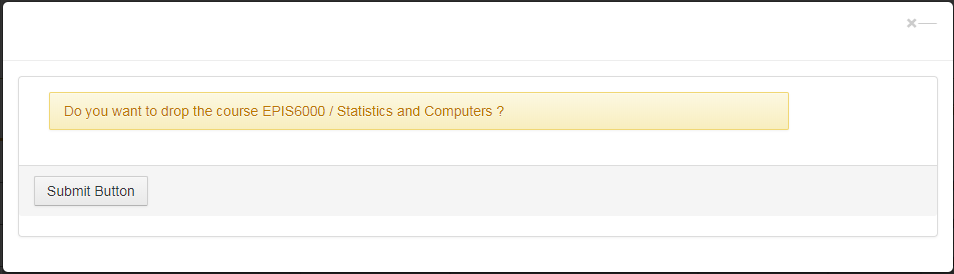 Do you want to drop the course EPIS6000 / Statistics and Computers ?
Submit Button